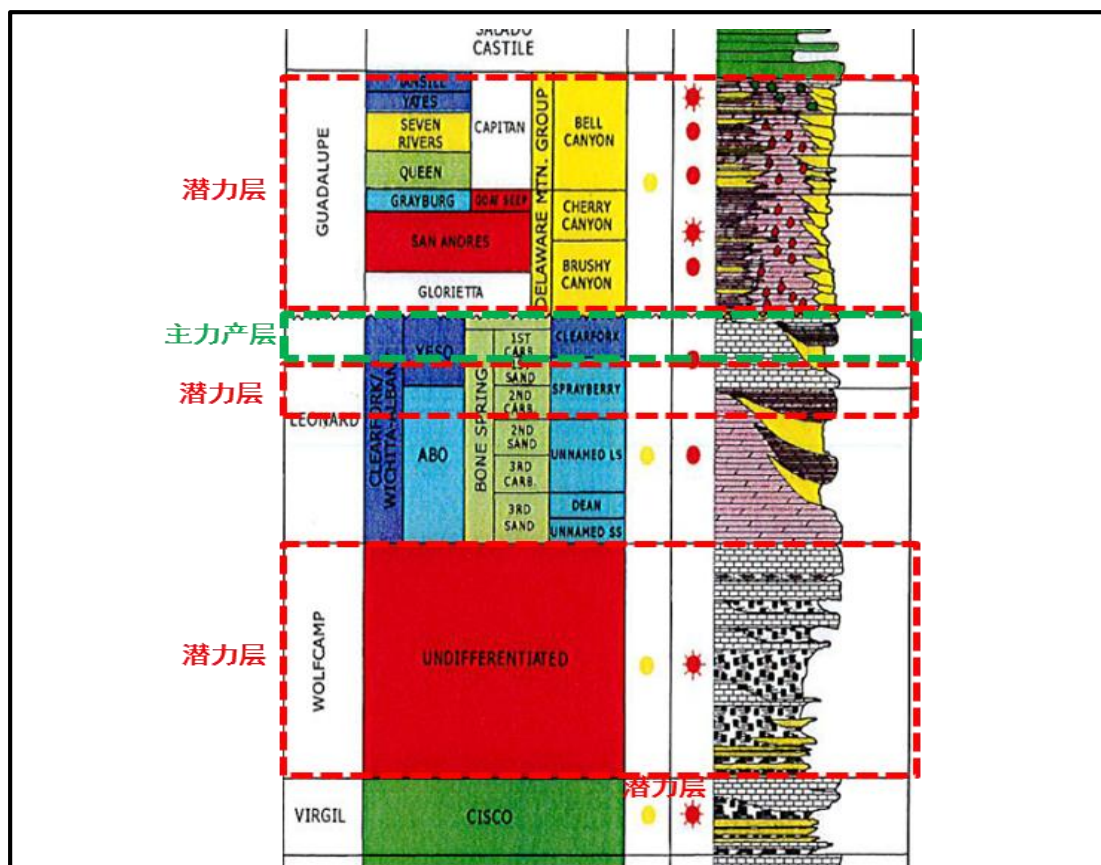 SALADO
CASTILE
TANSILL
YATES
SEVEN
RIVERS
QUEEN
GRAYBURG
SAN ANDRES
GLORIETTA
CAPITAN
GOAT SEEP
DELAWARE MTN. GROUP
BELL
CANYON
CHERRY
CANYON
BRUSHY
CANYON
GUADALUPE
潜力层
主力产层
潜力层
LEONARD
CLEARFORK/
WICHITA-ALBANY
YESO
ABO
BONE SPRING
1ST
CARB.
1ST
SAND
2ND
CARB.
2ND
SAND
3RD
CARB.
3RD
SAND
CLEARFORK
SPRAYBERRY
UNNAMED LS
DEAN
UNNAMED SS
潜力层
WOLFCAMP
UNDIFFERENTIATED
潜力层
VIRGIL
CISCO